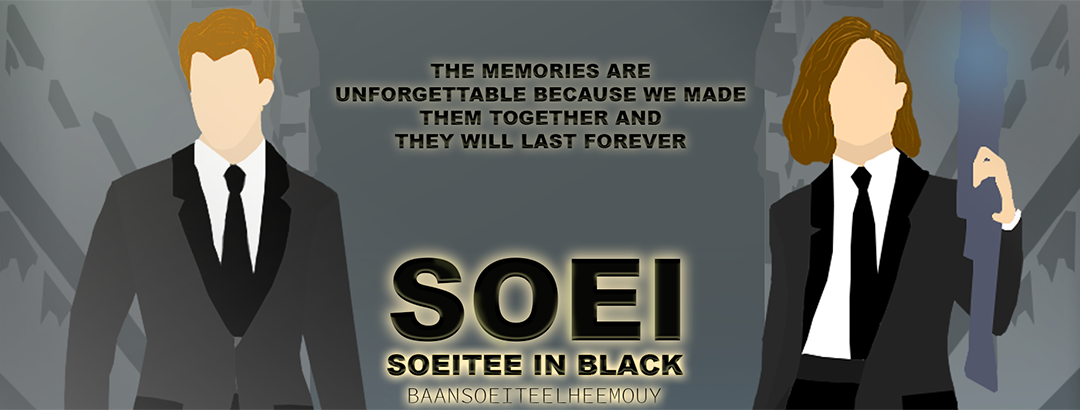 THE MEMORIES ARE
UNFORGETTABLE BECAUSE WE MADE
THEM TOGETHER AND
THEY WILL LAST FOREVER
SOEI
SOEITEE IN BLACK
BAANSOEITEELHEEMOUY